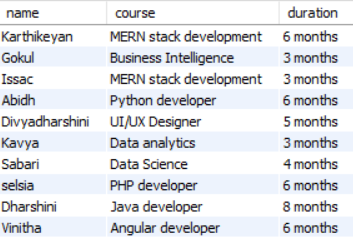 name course duration
Karthikeyan MERN stack development 6 months
Gokul Business Intelligence 3 months
Issac MERN stack development 3 months
Abidh Python developer 6 months
Divyadharshini UI/UX Designer 5 months
Kavya Data analytics 3 months
Sabari Data Science 4 months
selsia PHP developer 6 months
Dharshini Java developer 8 months
Vinitha Angular developer 6 months